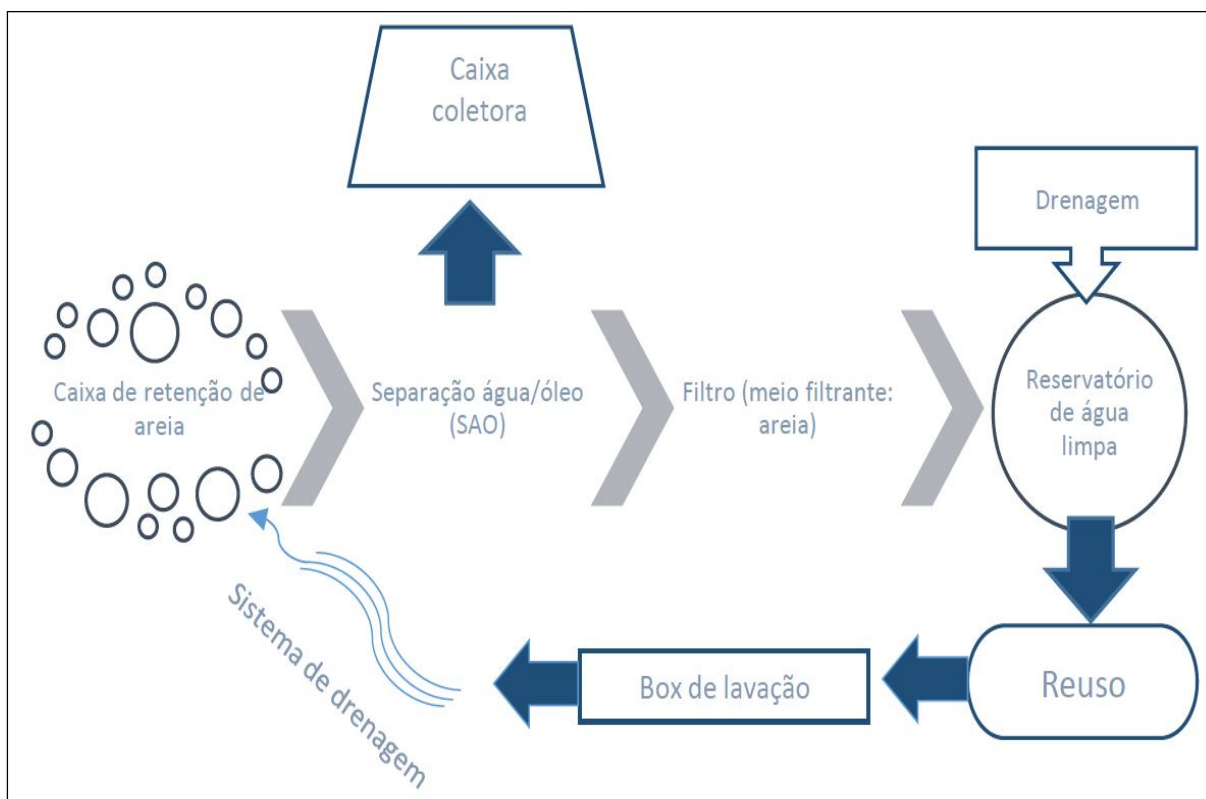 Caixa
coletora
Drenagem
Caixa de retenção de
areia
Separação água/óleo
(SAO)
Filtro (meio filtrante:
areia)
Reservatório
de água
limpa
Sistema de drenagem
Box de lavação
Reuso